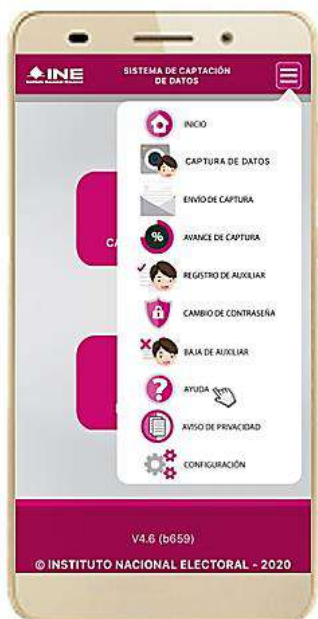 INE
SISTEMA DE CAPTACIÓN
DE DATOS
INICIO
CAPTURA DE DATOS
ENVÍO DE CAPTURA
%
AVANCE DE CAPTURA
REGISTRO DE AUXILIAR
CAMBIO DE CONTRASEÑA
BAJA DE AUXILIAR
?
AYUDA
AVISO DE PRIVACIDAD
CONFIGURACIÓN
CA
V4.6 (b659)
© INSTITUTO NACIONAL ELECTORAL - 2020